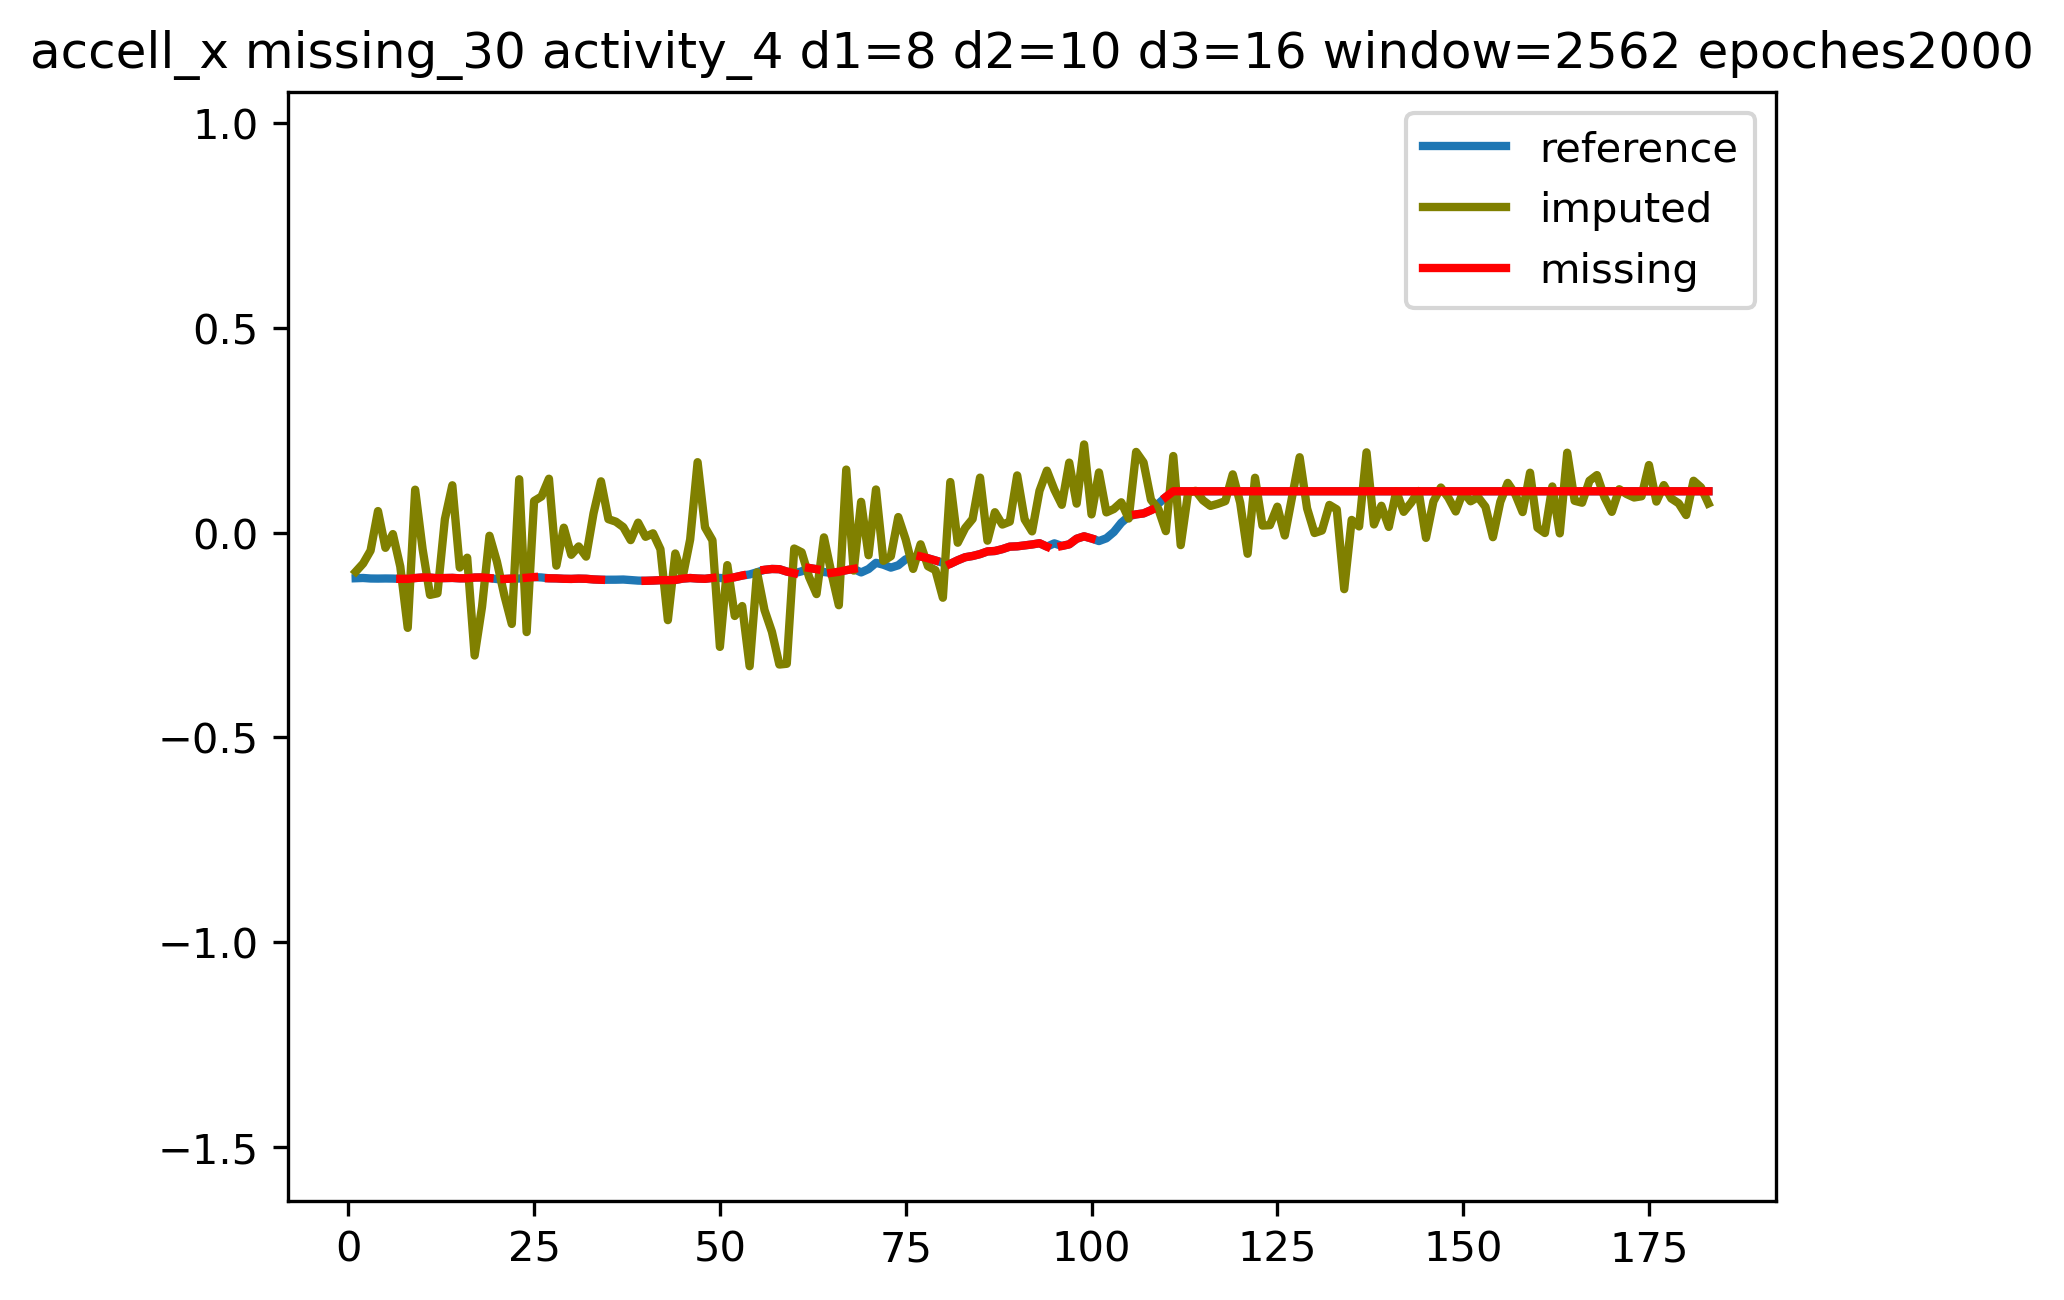 accell_x missing_30 activity_4 d1=8 d2=10 d3=16 window=2562 epoches2000
1.0
0.5
0.0
−0.5
−1.0
−1.5
reference
imputed
missing
0 25 50 75 100 125 150 175